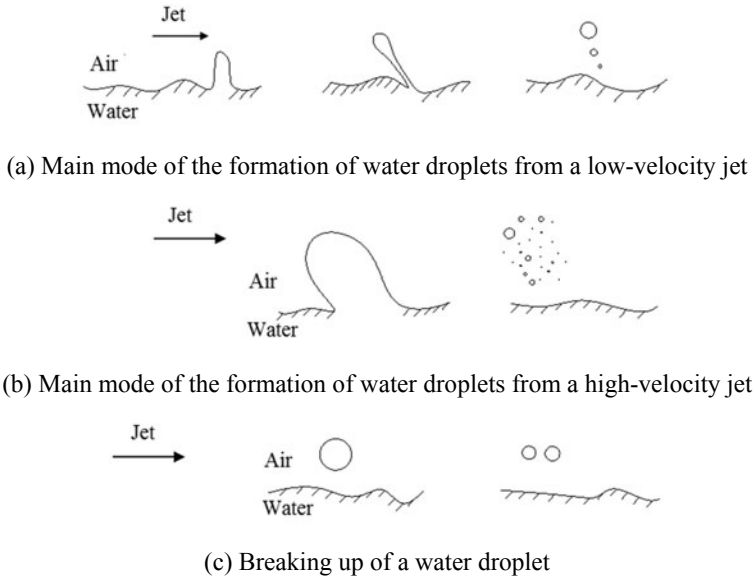 Jet
Air
Water
(a) Main mode of the formation of water droplets from a low-velocity jet
Jet
Air
Water
(b) Main mode of the formation of water droplets from a high-velocity jet
Jet
Air
Water
(c) Breaking up of a water droplet